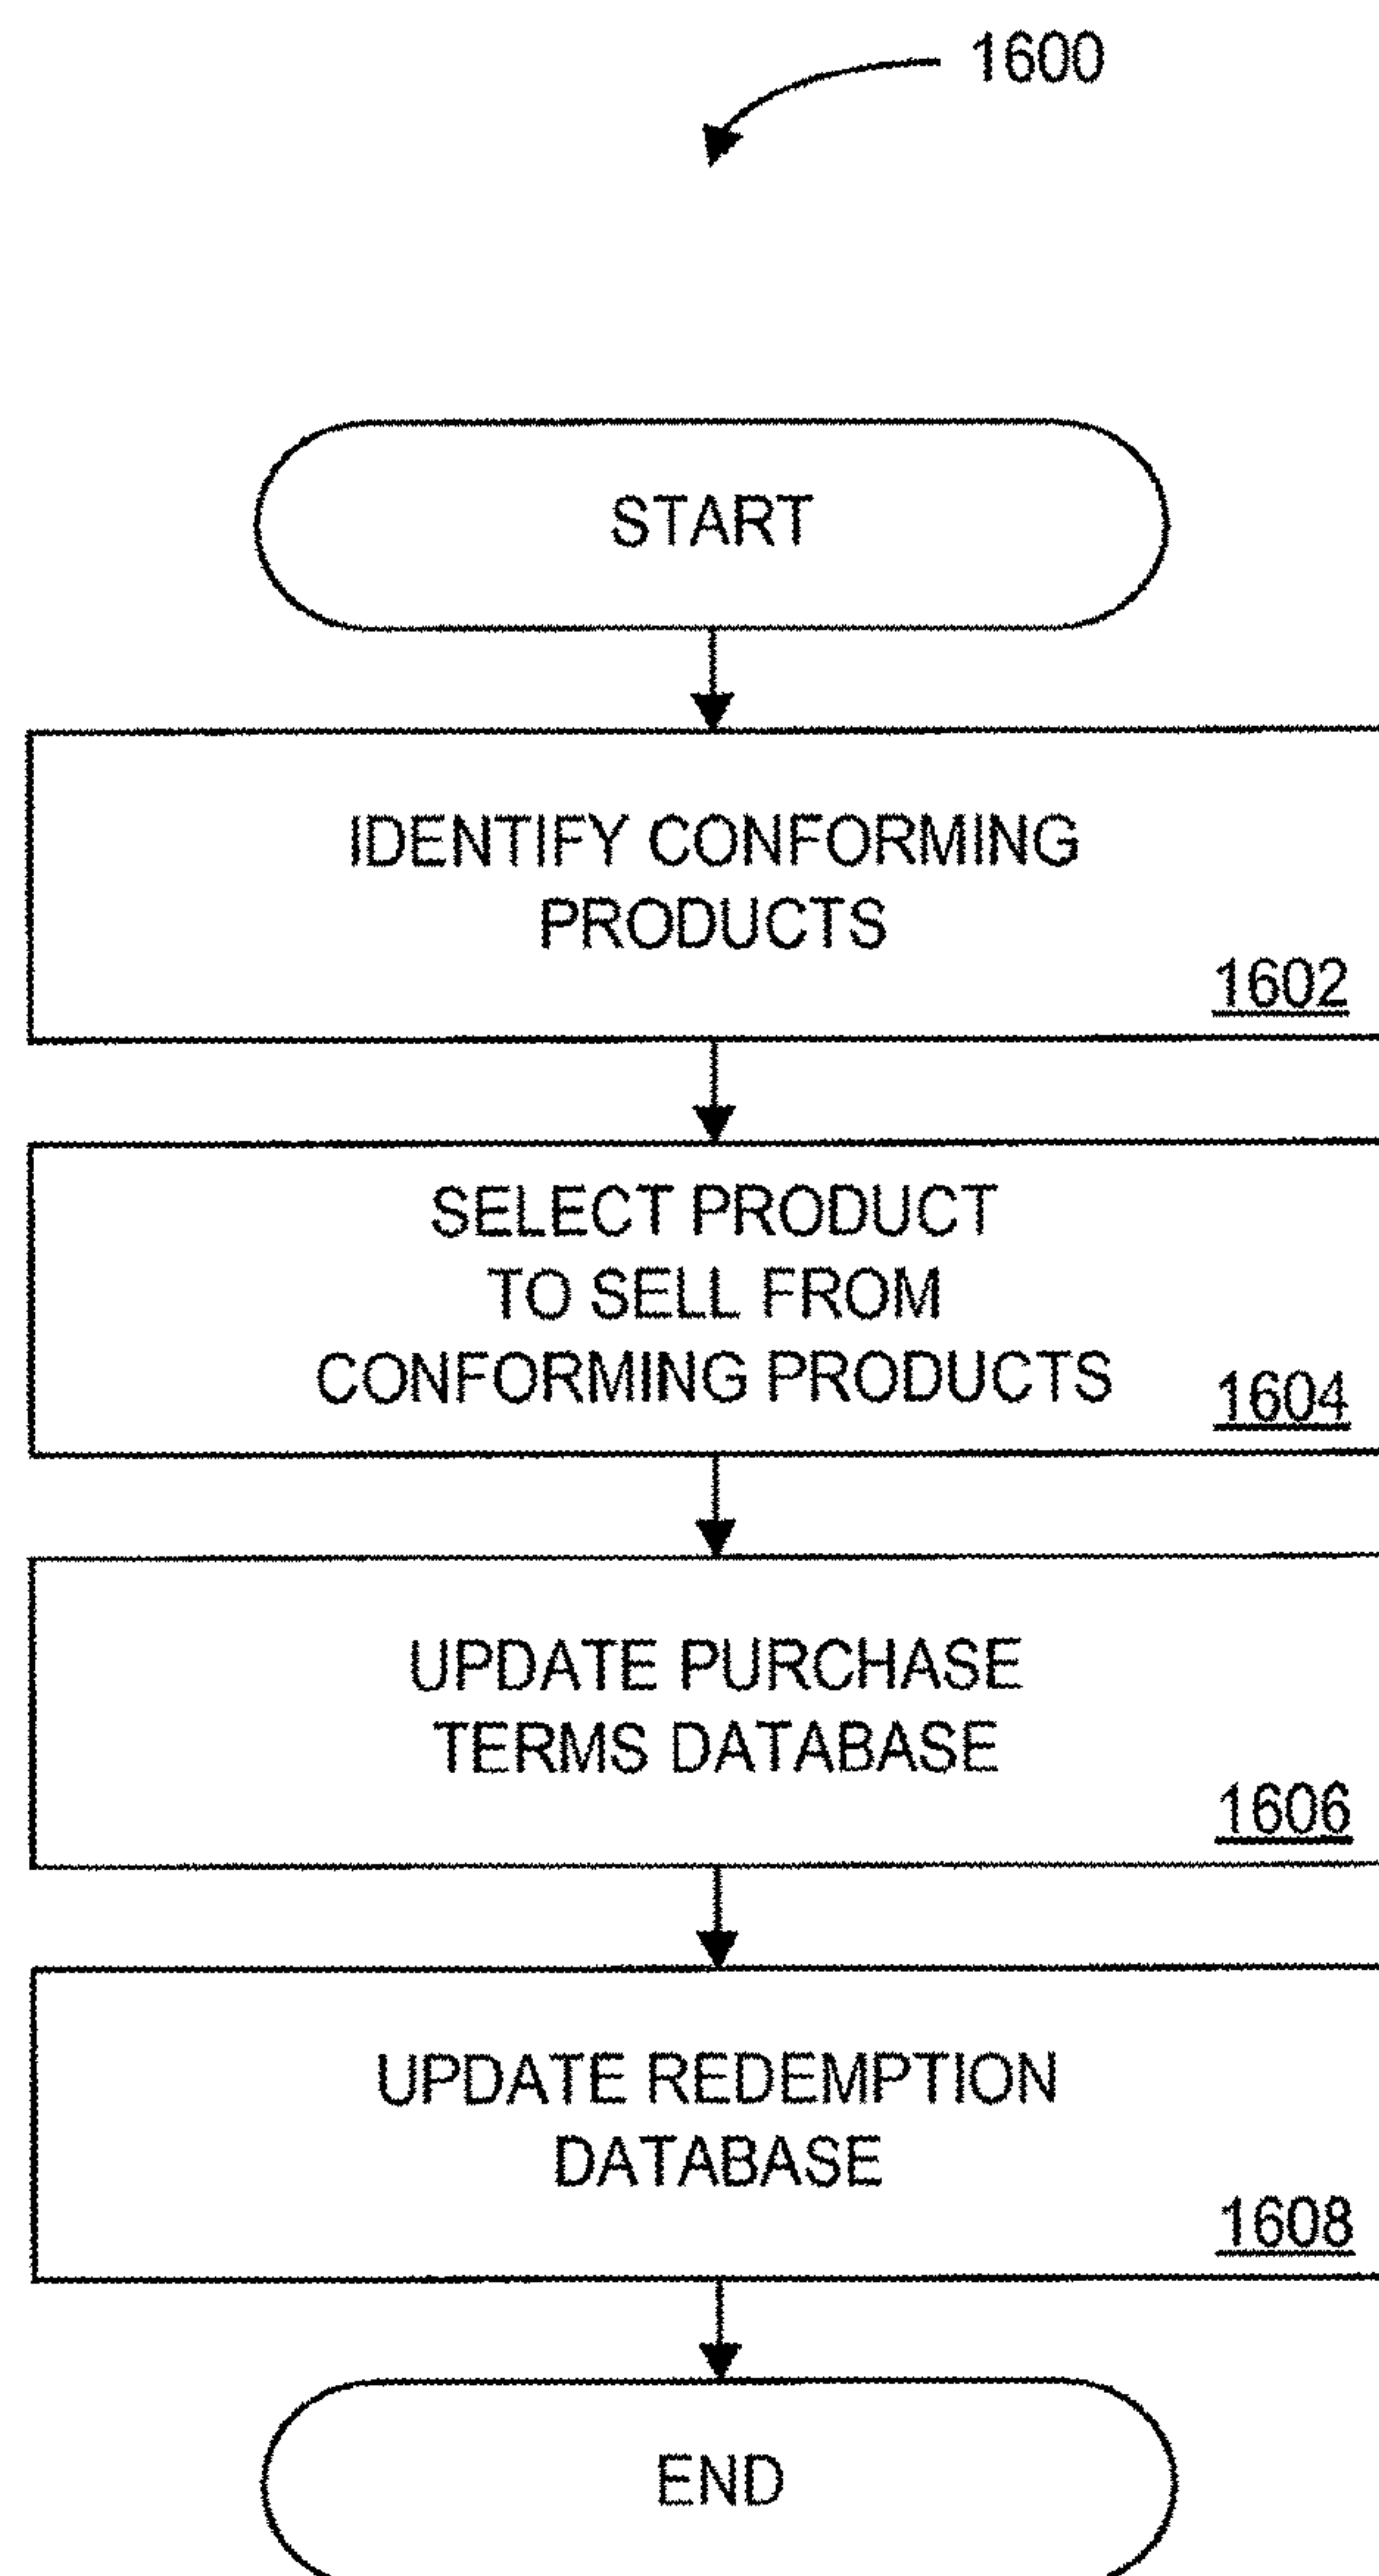 1600
START
IDENTIFY CONFORMING
PRODUCTS
1602
SELECT PRODUCT
TO SELL FROM
CONFORMING PRODUCTS
1604
UPDATE PURCHASE
TERMS DATABASE
1606
UPDATE REDEMPTION
DATABASE
1608
END